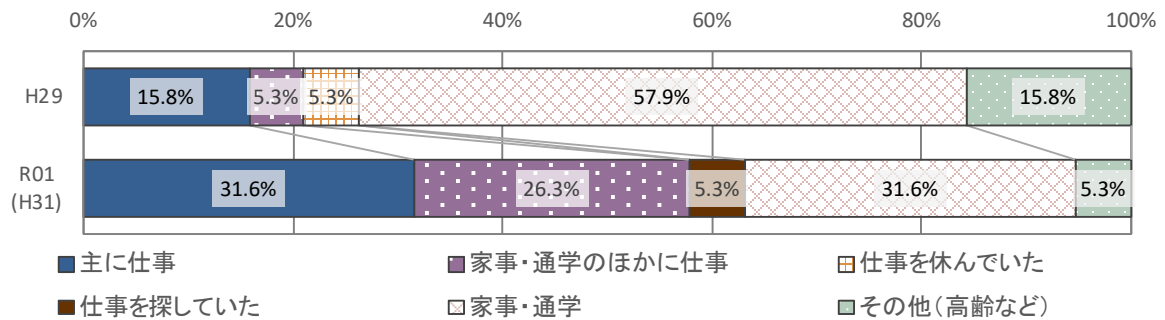 0% 20% 40% 60% 80% 100%
H29 15.8% 5.3% 5.3% 57.9% 15.8%
R01
(H31) 31.6% 26.3% 5.3% 31.6% 5.3%
主に仕事 家事・通学のほかに仕事 仕事を休んでいた
仕事を探していた 家事・通学 その他(高齢など)